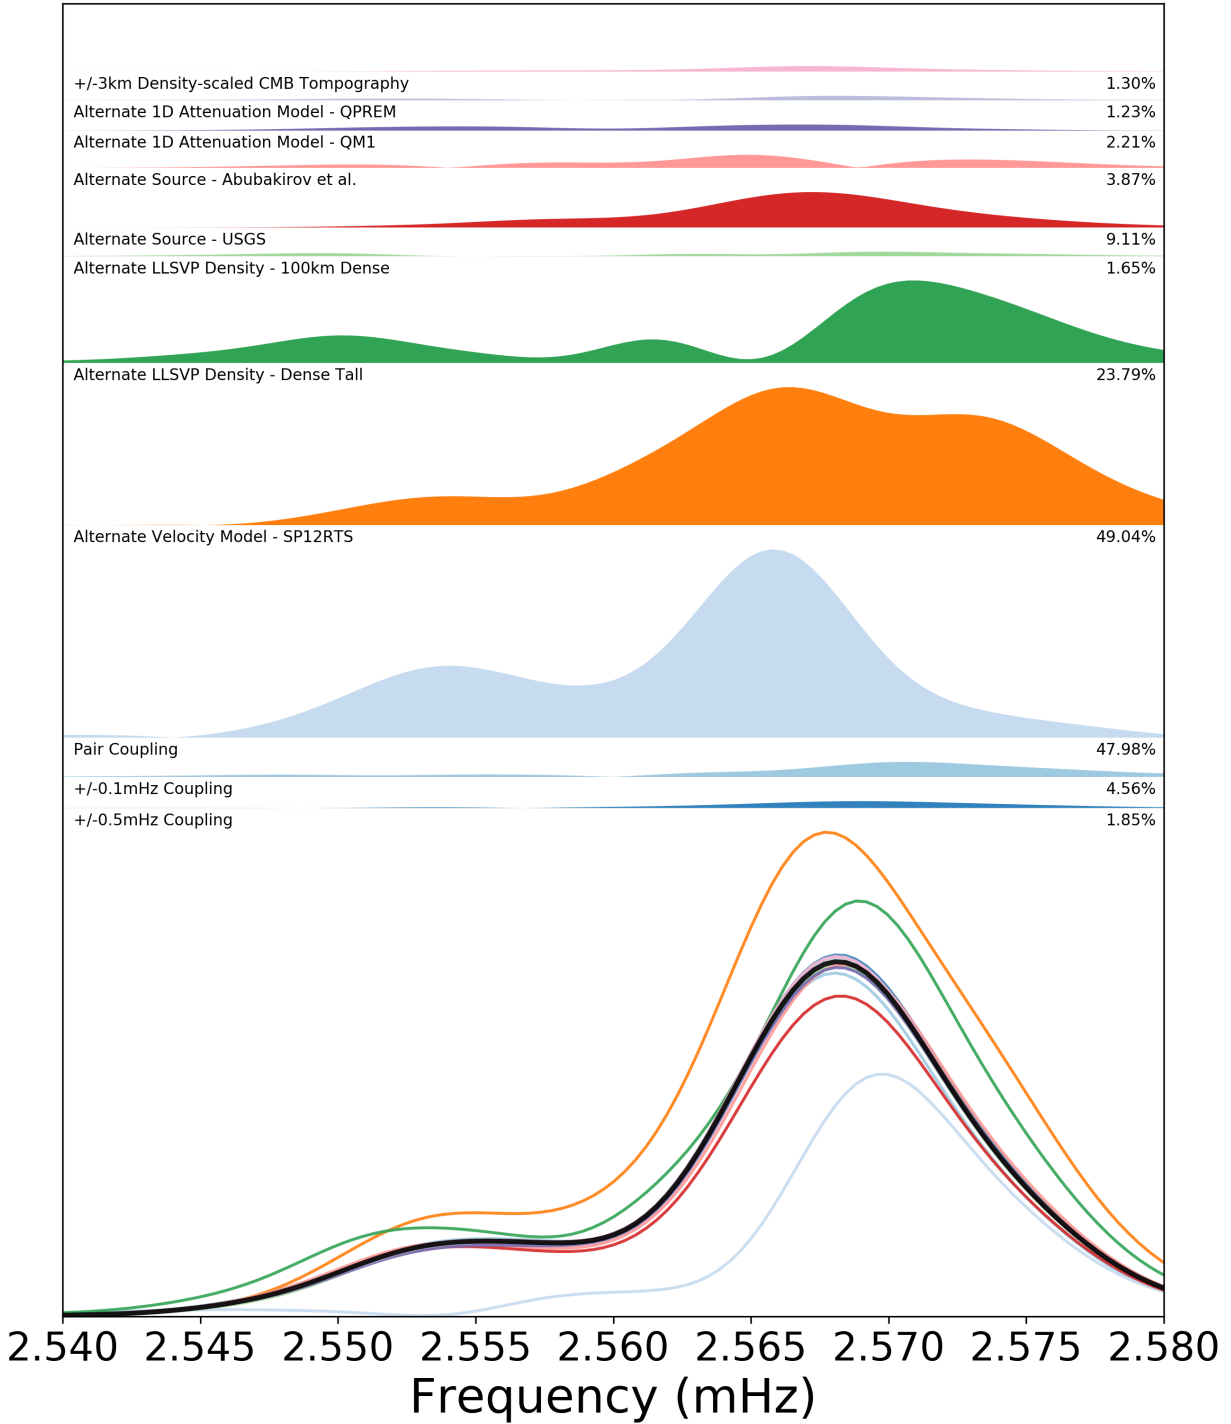 +/-3km Density-scaled CMB Tompography 1.30%
Alternate 1D Attenuation Model - QPREM 1.23%
Alternate 1D Attenuation Model - QM1 2.21%
Alternate Source - Abubakirov et al. 3.87%
Alternate Source - USGS 9.11%
Alternate LLSVP Density - 100km Dense 1.65%
Alternate LLSVP Density - Dense Tall 23.79%
Alternate Velocity Model - SP12RTS 49.04%
Pair Coupling 47.98%
+/-0.1mHz Coupling 4.56%
+/-0.5mHz Coupling 1.85%
2.540 2.545 2.550 2.555 2.560 2.565 2.570 2.575 2.580
Frequency (mHz)